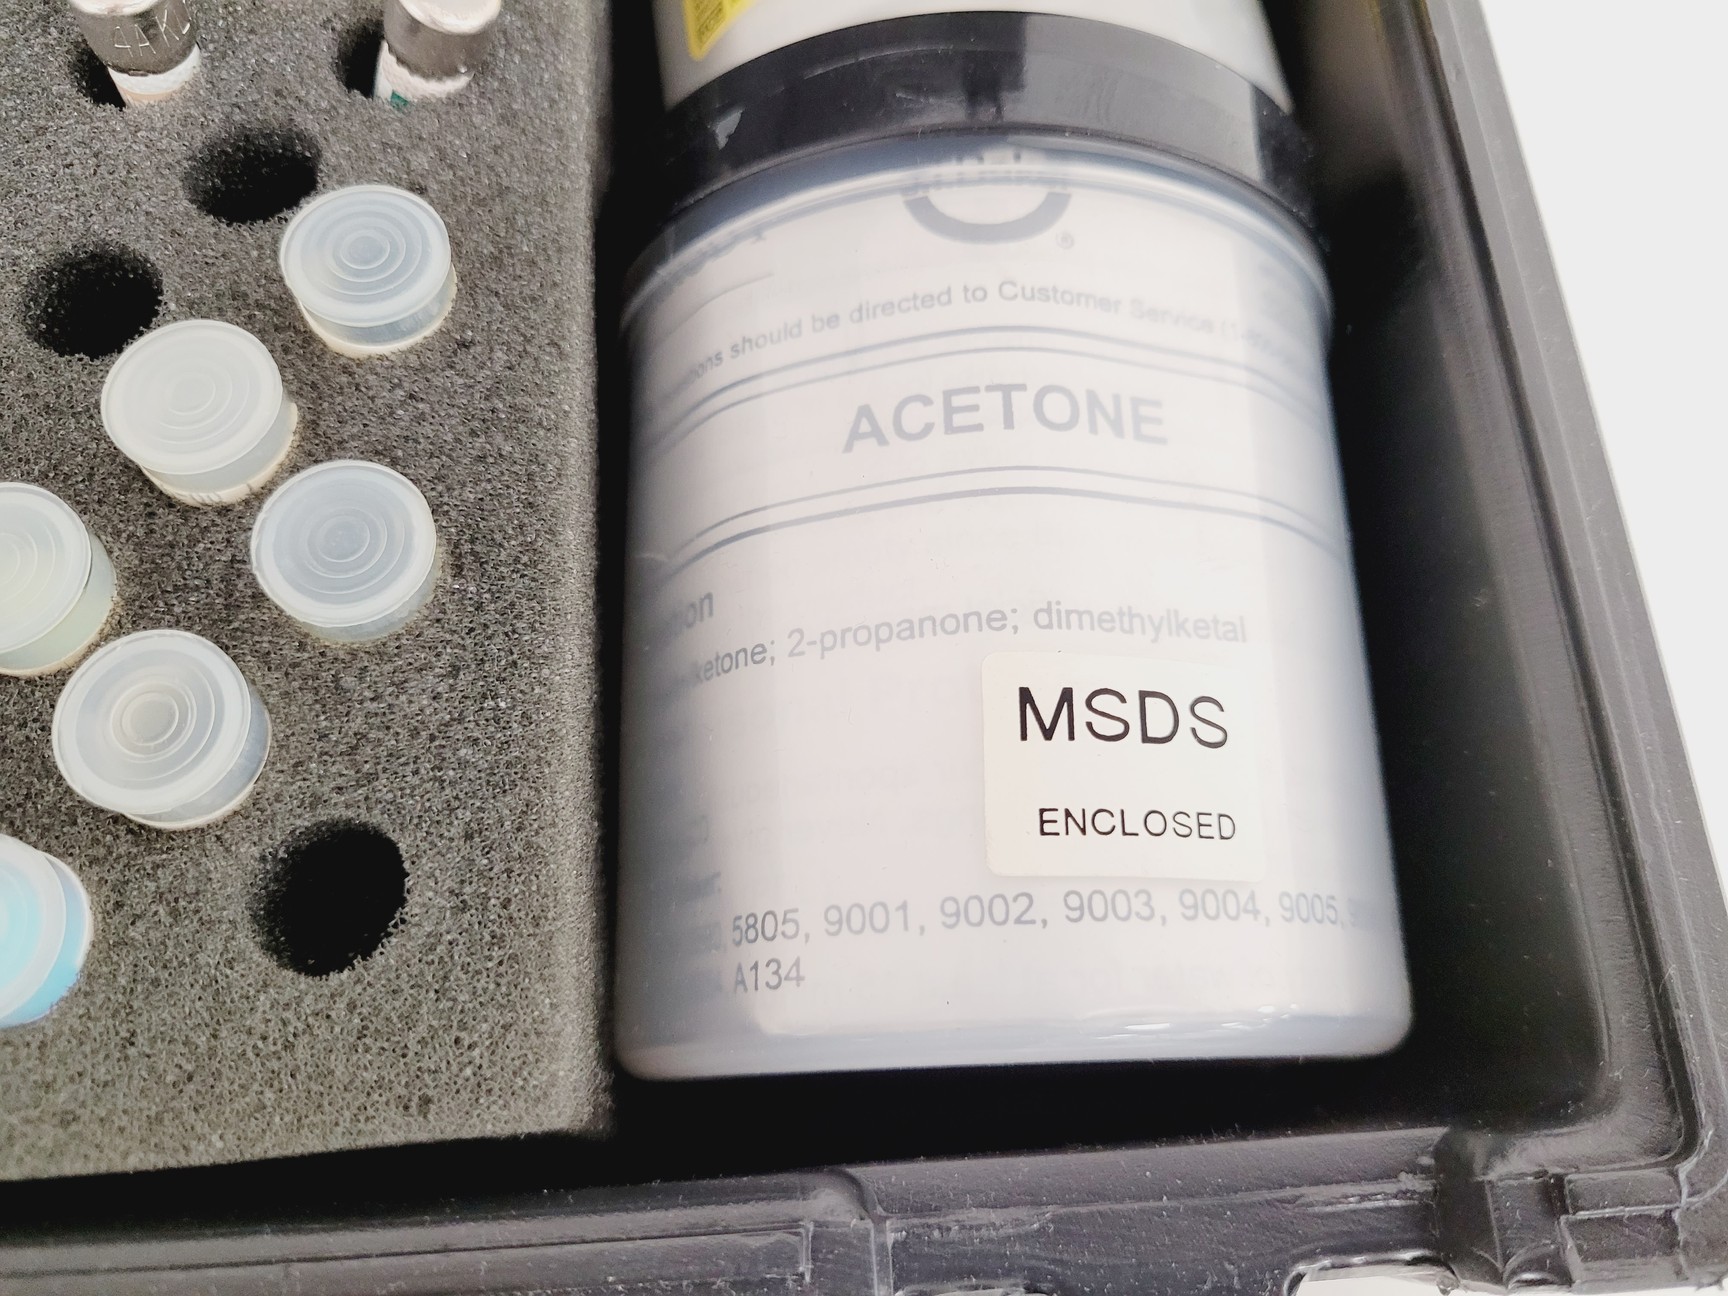 ®
should be directed to Customer Service
ACETONE
ketone; 2-propanone; dimethylketal
MSDS
ENCLOSED
5805, 9001, 9002, 9003, 9004, 9005,
A134